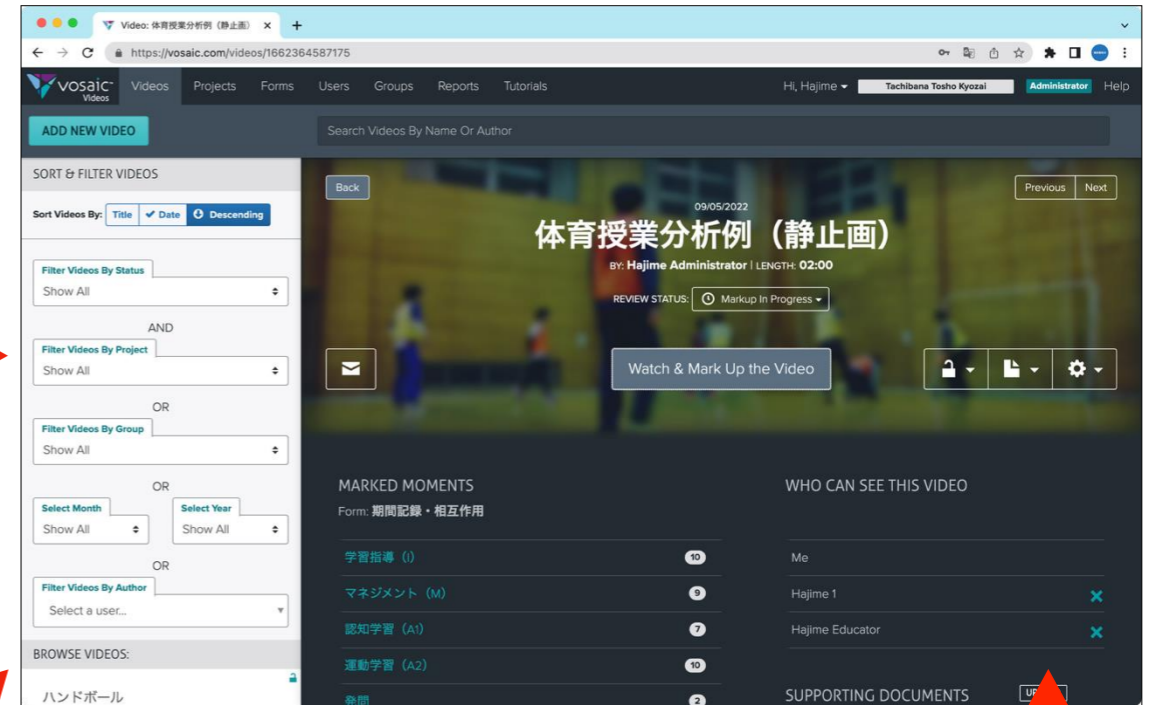 Video: 体育授業分析例（静止画）
https://vosaic.com/videos/1662364587175
vosaic Videos
Videos Projects Forms Users Groups Reports Tutorials
Hi, Hajime
Tachibana Tosho Kyozai
Administrator
Help
ADD NEW VIDEO
Search Videos By Name Or Author
SORT & FILTER VIDEOS
Sort Videos By: Title Date Descending
Filter Videos By Status
Show All
AND
Filter Videos By Project
Show All
OR
Filter Videos By Group
Show All
OR
Select Month
Show All
Select Year
Show All
OR
Filter Videos By Author
Select a user...
BROWSE VIDEOS:
ハンドボール
Back
Previous Next
09/05/2022
体育授業分析例（静止画）
BY: Hajime Administrator | LENGTH: 02:00
REVIEW STATUS: Markup In Progress
Watch & Mark Up the Video
MARKED MOMENTS
Form: 期間記録・相互作用
学習指導（I） 10
マネジメント（M） 9
認知学習（A1） 7
運動学習（A2） 10
発問 2
WHO CAN SEE THIS VIDEO
Me
Hajime 1
Hajime Educator
SUPPORTING DOCUMENTS